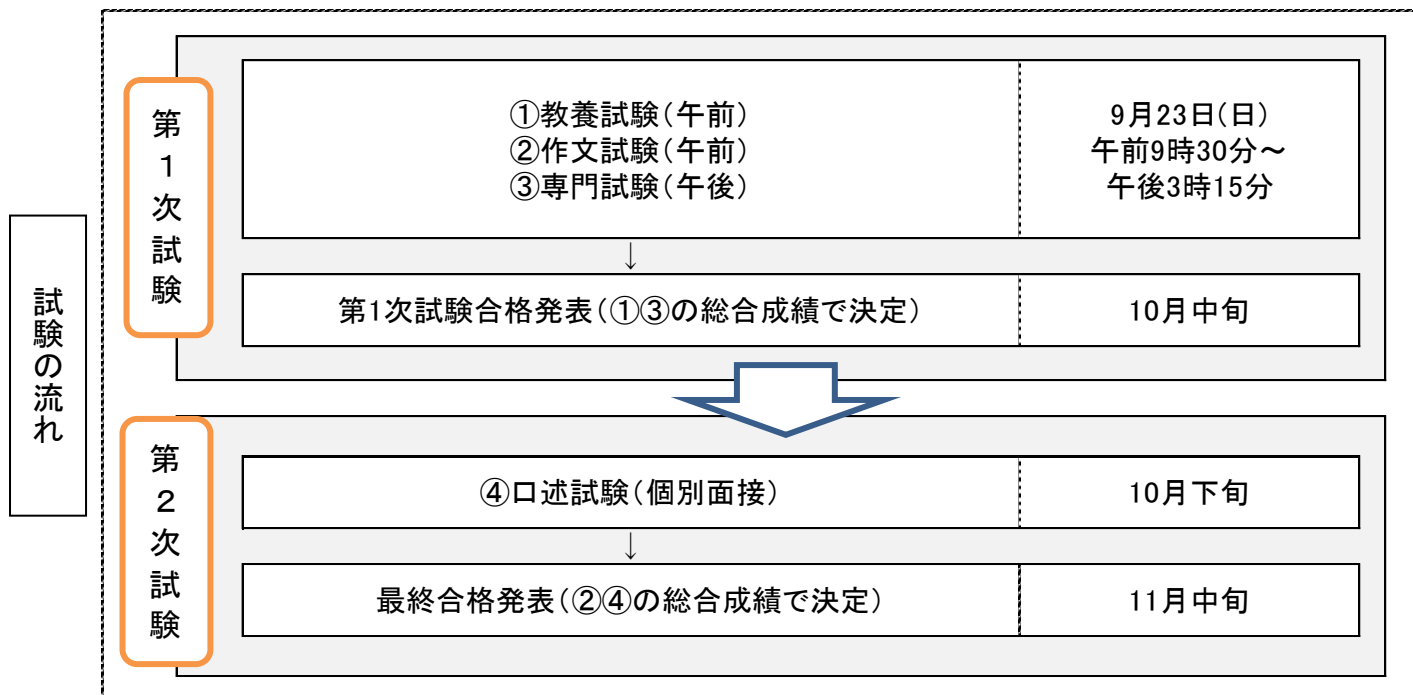 試験の流れ
第1次試験
①教養試験(午前)
②作文試験(午前)
③専門試験(午後)
9月23日(日)
午前9時30分～
午後3時15分
↓
第1次試験合格発表(①③の総合成績で決定)
10月中旬
第2次試験
④口述試験(個別面接)
10月下旬
↓
最終合格発表(②④の総合成績で決定)
11月中旬